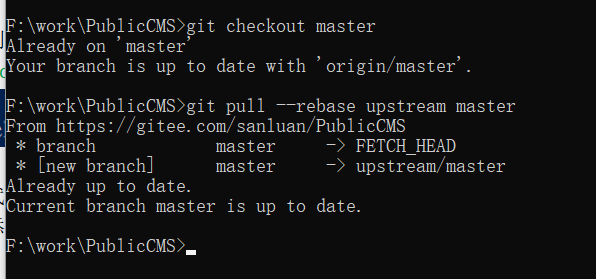 F:\work\PublicCMS>git checkout master
Already on 'master'
Your branch is up to date with 'origin/master'.
F:\work\PublicCMS>git pull --rebase upstream master
From https://gitee.com/sanluan/PublicCMS
 * branch            master     -> FETCH_HEAD
 * [new branch]      master     -> upstream/master
Already up to date.
Current branch master is up to date.
F:\work\PublicCMS>